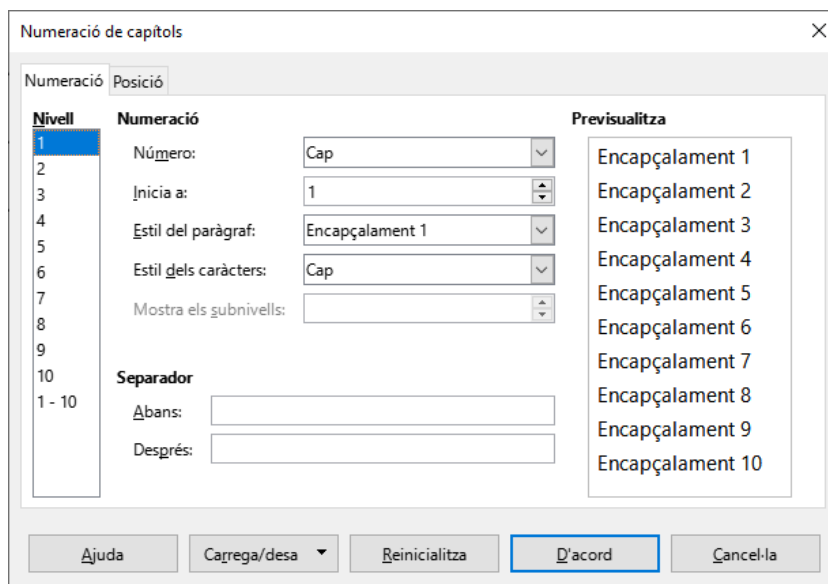 Numeració de capítols
Numeració
Posició
Nivell
1
2
3
4
5
6
7
8
9
10
1 - 10
Numeració
Número:
Cap
Inicia a:
1
Estil del paràgraf:
Encapçalament 1
Estil dels caràcters:
Cap
Mostra els subnivells:
Separador
Abans:
Després:
Previsualitza
Encapçalament 1
Encapçalament 2
Encapçalament 3
Encapçalament 4
Encapçalament 5
Encapçalament 6
Encapçalament 7
Encapçalament 8
Encapçalament 9
Encapçalament 10
Ajuda
Carrega/desa
Reinicialitza
D'acord
Cancel·la